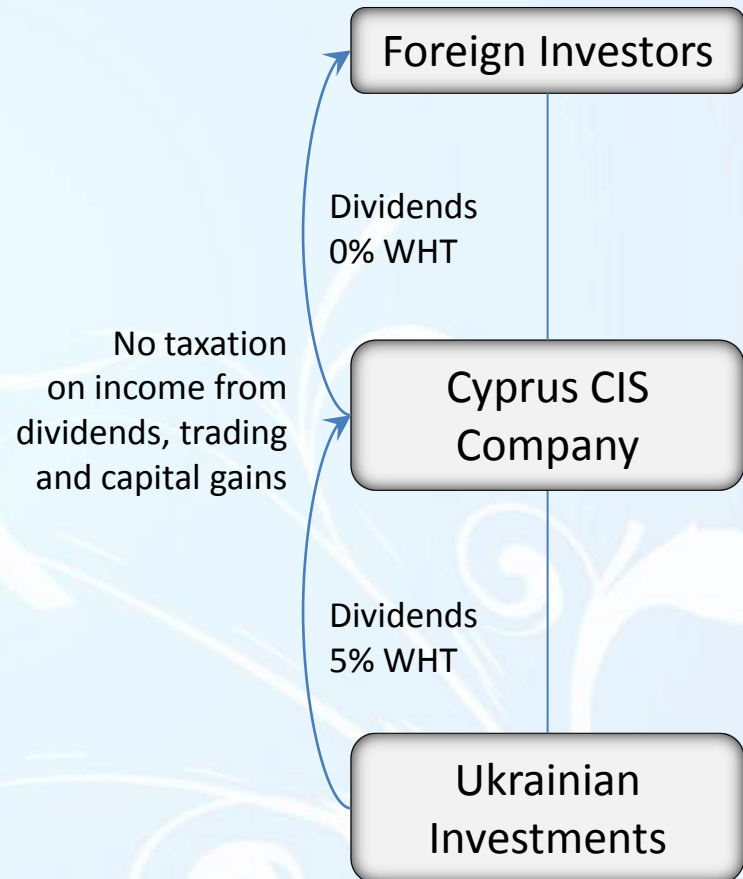 Foreign Investors
Dividends
0% WHT
No taxation
on income from
dividends, trading
and capital gains
Cyprus CIS
Company
Dividends
5% WHT
Ukrainian
Investments